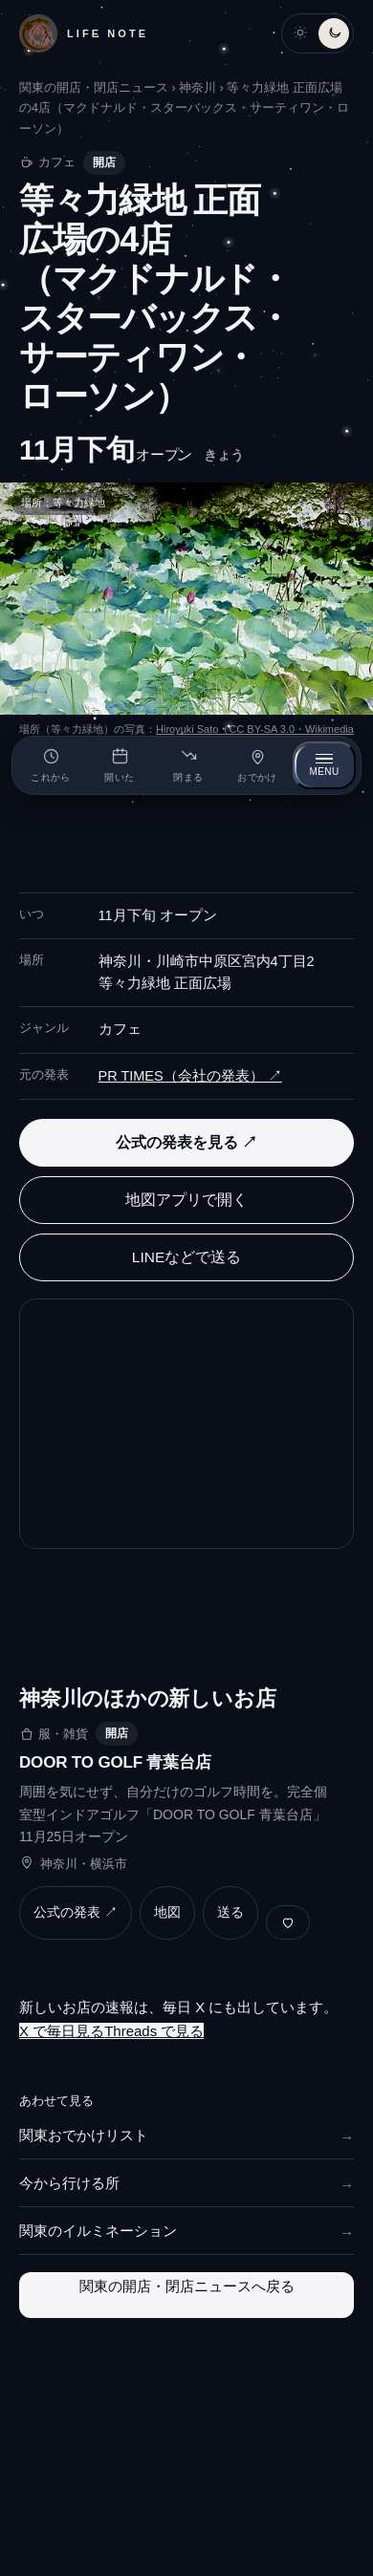 LIFE NOTE
関東の開店・閉店ニュース › 神奈川 › 等々力緑地 正面広場
の4店（マクドナルド・スターバックス・サーティワン・ロ
ーソン）
カフェ 開店
等々力緑地 正面
広場の4店
（マクドナルド・
スターバックス・
サーティワン・
ローソン）
11月下旬オープン きょう
場所：等々力緑地
場所（等々力緑地）の写真：Hiroyuki Sato・CC BY-SA 3.0・Wikimedia
これから 開いた 閉まる おでかけ MENU
いつ 11月下旬 オープン
場所 神奈川・川崎市中原区宮内4丁目2
等々力緑地 正面広場
ジャンル カフェ
元の発表 PR TIMES（会社の発表） ↗
公式の発表を見る ↗
地図アプリで開く
LINEなどで送る
神奈川のほかの新しいお店
服・雑貨 開店
DOOR TO GOLF 青葉台店
周囲を気にせず、自分だけのゴルフ時間を。完全個
室型インドアゴルフ「DOOR TO GOLF 青葉台店」
11月25日オープン
神奈川・横浜市
公式の発表 ↗ 地図 送る
新しいお店の速報は、毎日 X にも出しています。
X で毎日見るThreads で見る
あわせて見る
関東おでかけリスト →
今から行ける所 →
関東のイルミネーション →
関東の開店・閉店ニュースへ戻る